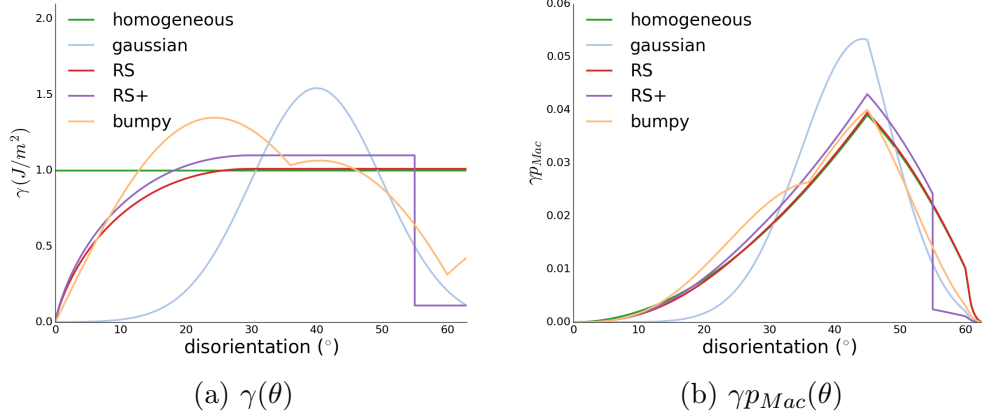 2.0
1.5
1.0
0.5
0.0
γ (J/m²)
homogeneous
gaussian
RS
RS+
bumpy
0 10 20 30 40 50 60
disorientation (°)
(a) γ(θ)
0.06
0.05
0.04
0.03
0.02
0.01
0.00
γp_Mac
homogeneous
gaussian
RS
RS+
bumpy
0 10 20 30 40 50 60
disorientation (°)
(b) γp_Mac(θ)